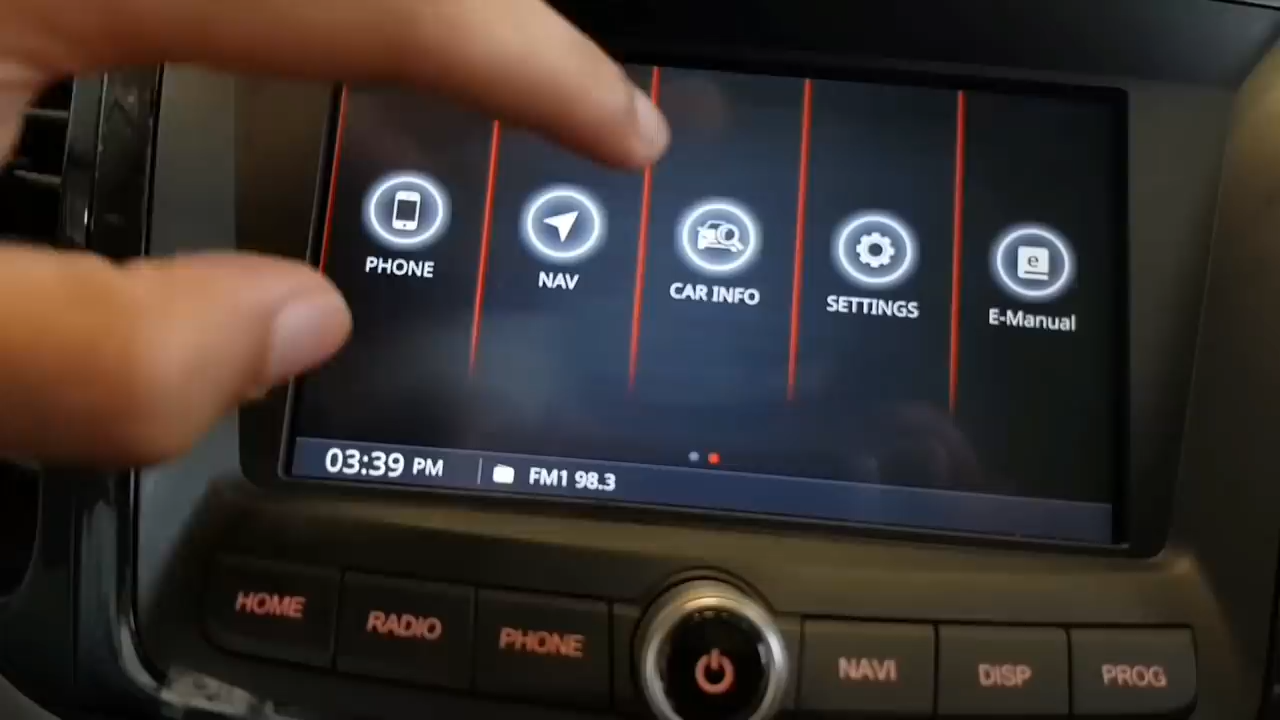 PHONE
NAV
CAR INFO
SETTINGS
E-Manual
03:39 PM
FM1 98.3
HOME
RADIO
PHONE
NAVI
DISP
PROG